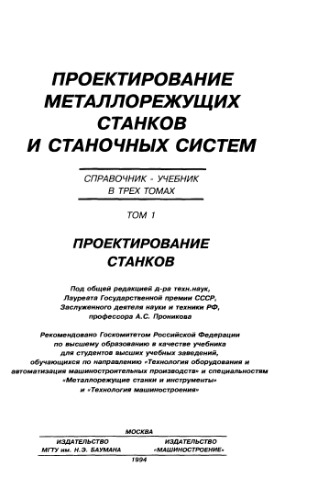 ПРОЕКТИРОВАНИЕ
МЕТАЛЛОРЕЖУЩИХ
СТАНКОВ
И СТАНОЧНЫХ СИСТЕМ
СПРАВОЧНИК - УЧЕБНИК
В ТРЕХ ТОМАХ
ТОМ 1
ПРОЕКТИРОВАНИЕ
СТАНКОВ
Под общей редакцией д-ра техн.наук,
Лауреата Государственной премии СССР,
Заслуженного деятеля науки и техники РФ,
профессора А.С. Проникова
Рекомендовано Госкомитетом Российской Федерации
по высшему образованию в качестве учебника
для студентов высших учебных заведений,
обучающихся по направлению «Технология оборудования и
автоматизация машиностроительных производств» и специальностям
«Металлорежущие станки и инструменты»
и «Технология машиностроения»
МОСКВА
ИЗДАТЕЛЬСТВО ИЗДАТЕЛЬСТВО
МГТУ ИМ. Н.Э. БАУМАНА «МАШИНОСТРОЕНИЕ»
1994